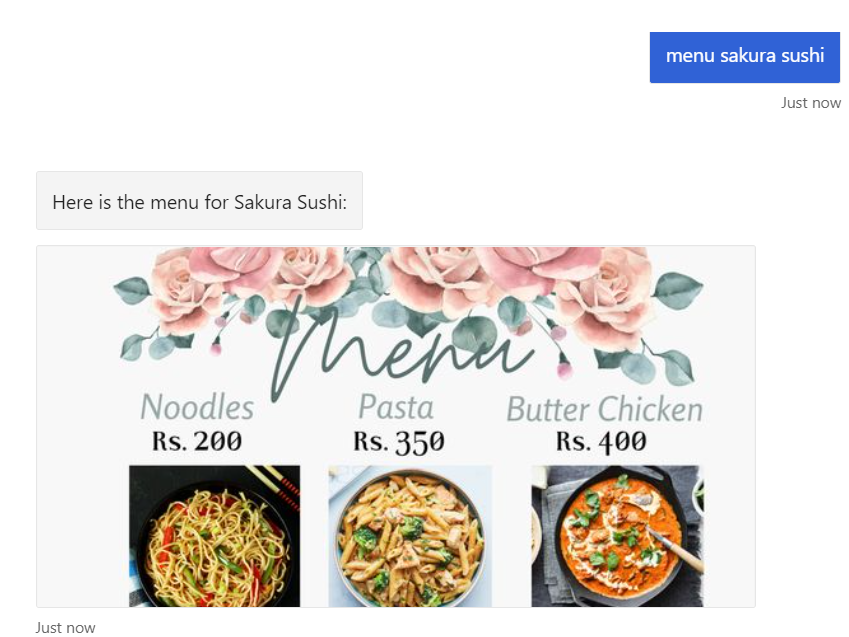 menu sakura sushi
Just now
Here is the menu for Sakura Sushi:
Menu
Noodles Pasta Butter Chicken
Rs. 200 Rs. 350 Rs. 400
Just now